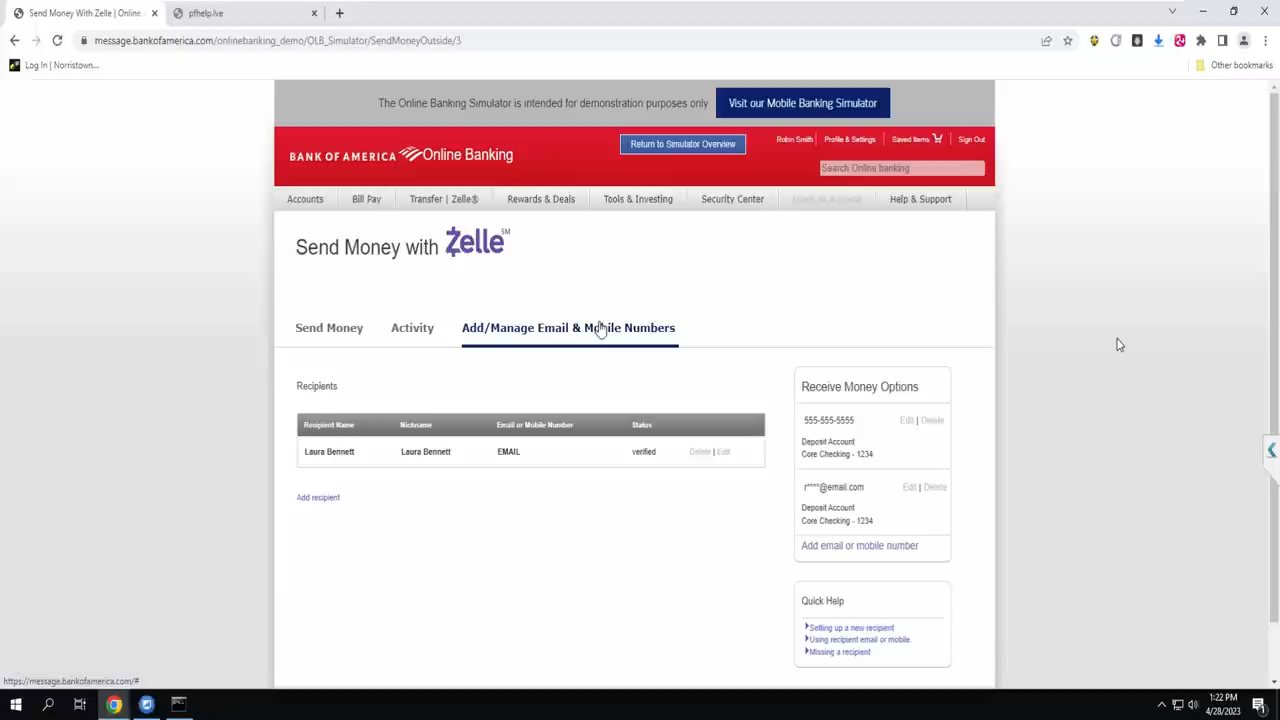 Send Money With Zelle | Online
pfhelp.lve
message.bankofamerica.com/onlinebanking_demo/OLB_Simulator/SendMoneyOutside/3
Log In | Norristown...
Other bookmarks
The Online Banking Simulator is intended for demonstration purposes only
Visit our Mobile Banking Simulator
BANK OF AMERICA Online Banking
Return to Simulator Overview
Robin Smith Profile & Settings Saved Items Sign Out
Search Online banking
Accounts Bill Pay Transfer | Zelle® Rewards & Deals Tools & Investing Security Center Help & Support
Send Money with Zelle SM
Send Money Activity Add/Manage Email & Mobile Numbers
Recipients
Recipient Name Nickname Email or Mobile Number Status
Laura Bennett Laura Bennett EMAIL verified Delete | Edit
Add recipient
Receive Money Options
555-555-5555 Edit | Delete
Deposit Account
Core Checking - 1234
r****@email.com Edit | Delete
Deposit Account
Core Checking - 1234
Add email or mobile number
Quick Help
Setting up a new recipient
Using recipient email or mobile
Missing a recipient
https://message.bankofamerica.com/#
1:22 PM
4/28/2023